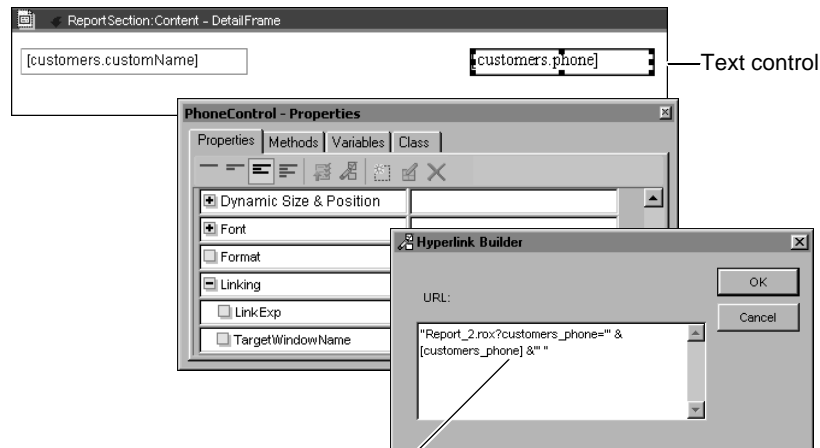 ReportSection:Content - DetailFrame
[customers.customName]
[customers.phone]
Text control
PhoneControl - Properties
Properties
Methods
Variables
Class
Dynamic Size & Position
Font
Format
Linking
LinkExp
TargetWindowName
Hyperlink Builder
URL:
OK
Cancel
"Report_2.rox?customers_phone='" &
[customers_phone] &"' "